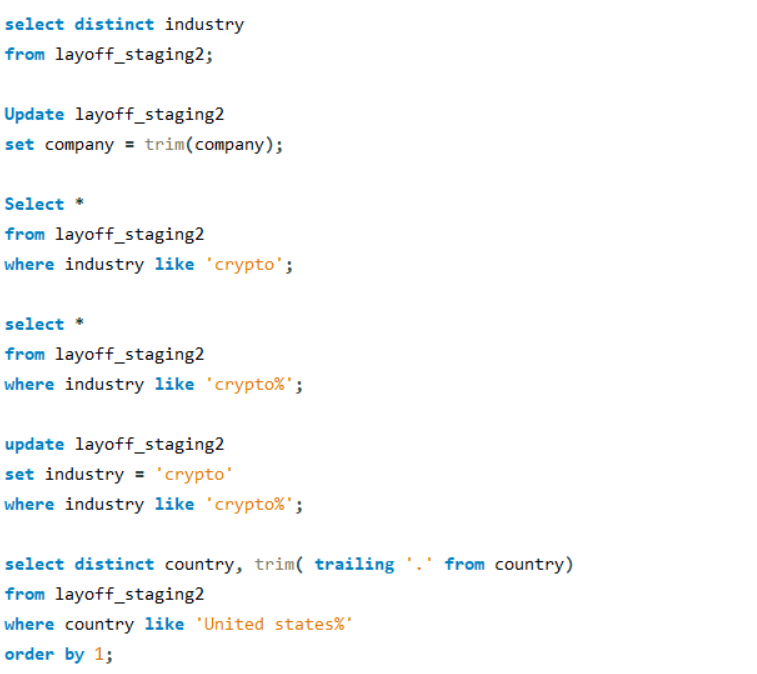 select distinct industry
from layoff_staging2;
Update layoff_staging2
set company = trim(company);
Select *
from layoff_staging2
where industry like 'crypto';
select *
from layoff_staging2
where industry like 'crypto%';
update layoff_staging2
set industry = 'crypto'
where industry like 'crypto%';
select distinct country, trim( trailing '.' from country)
from layoff_staging2
where country like 'United states%'
order by 1;